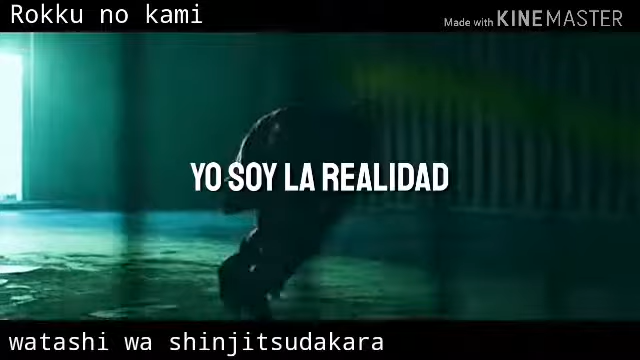 Rokku no kami
Made with KINEMASTER
YO SOY LA REALIDAD
watashi wa shinjitsudakara